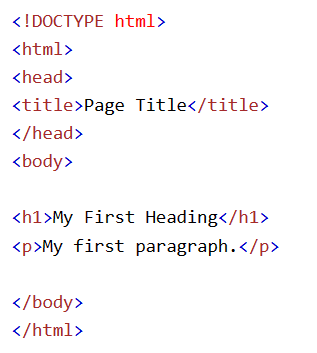 <!DOCTYPE html>
<html>
<head>
<title>Page Title</title>
</head>
<body>
<h1>My First Heading</h1>
<p>My first paragraph.</p>
</body>
</html>